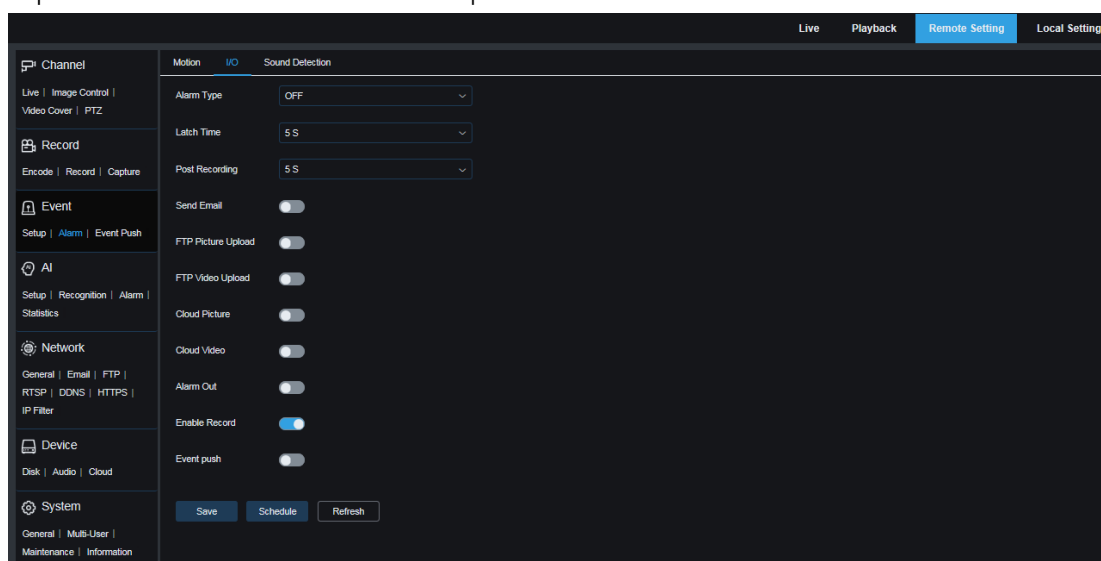 Live Playback Remote Setting Local Setting
Channel
Live | Image Control |
Video Cover | PTZ
Record
Encode | Record | Capture
Event
Setup | Alarm | Event Push
AI
Setup | Recognition | Alarm |
Statistics
Network
General | Email | FTP |
RTSP | DDNS | HTTPS |
IP Filter
Device
Disk | Audio | Cloud
System
General | Multi-User |
Maintenance | Information
Motion I/O Sound Detection
Alarm Type OFF
Latch Time 5 S
Post Recording 5 S
Send Email
FTP Picture Upload
FTP Video Upload
Cloud Picture
Cloud Video
Alarm Out
Enable Record
Event push
Save Schedule Refresh